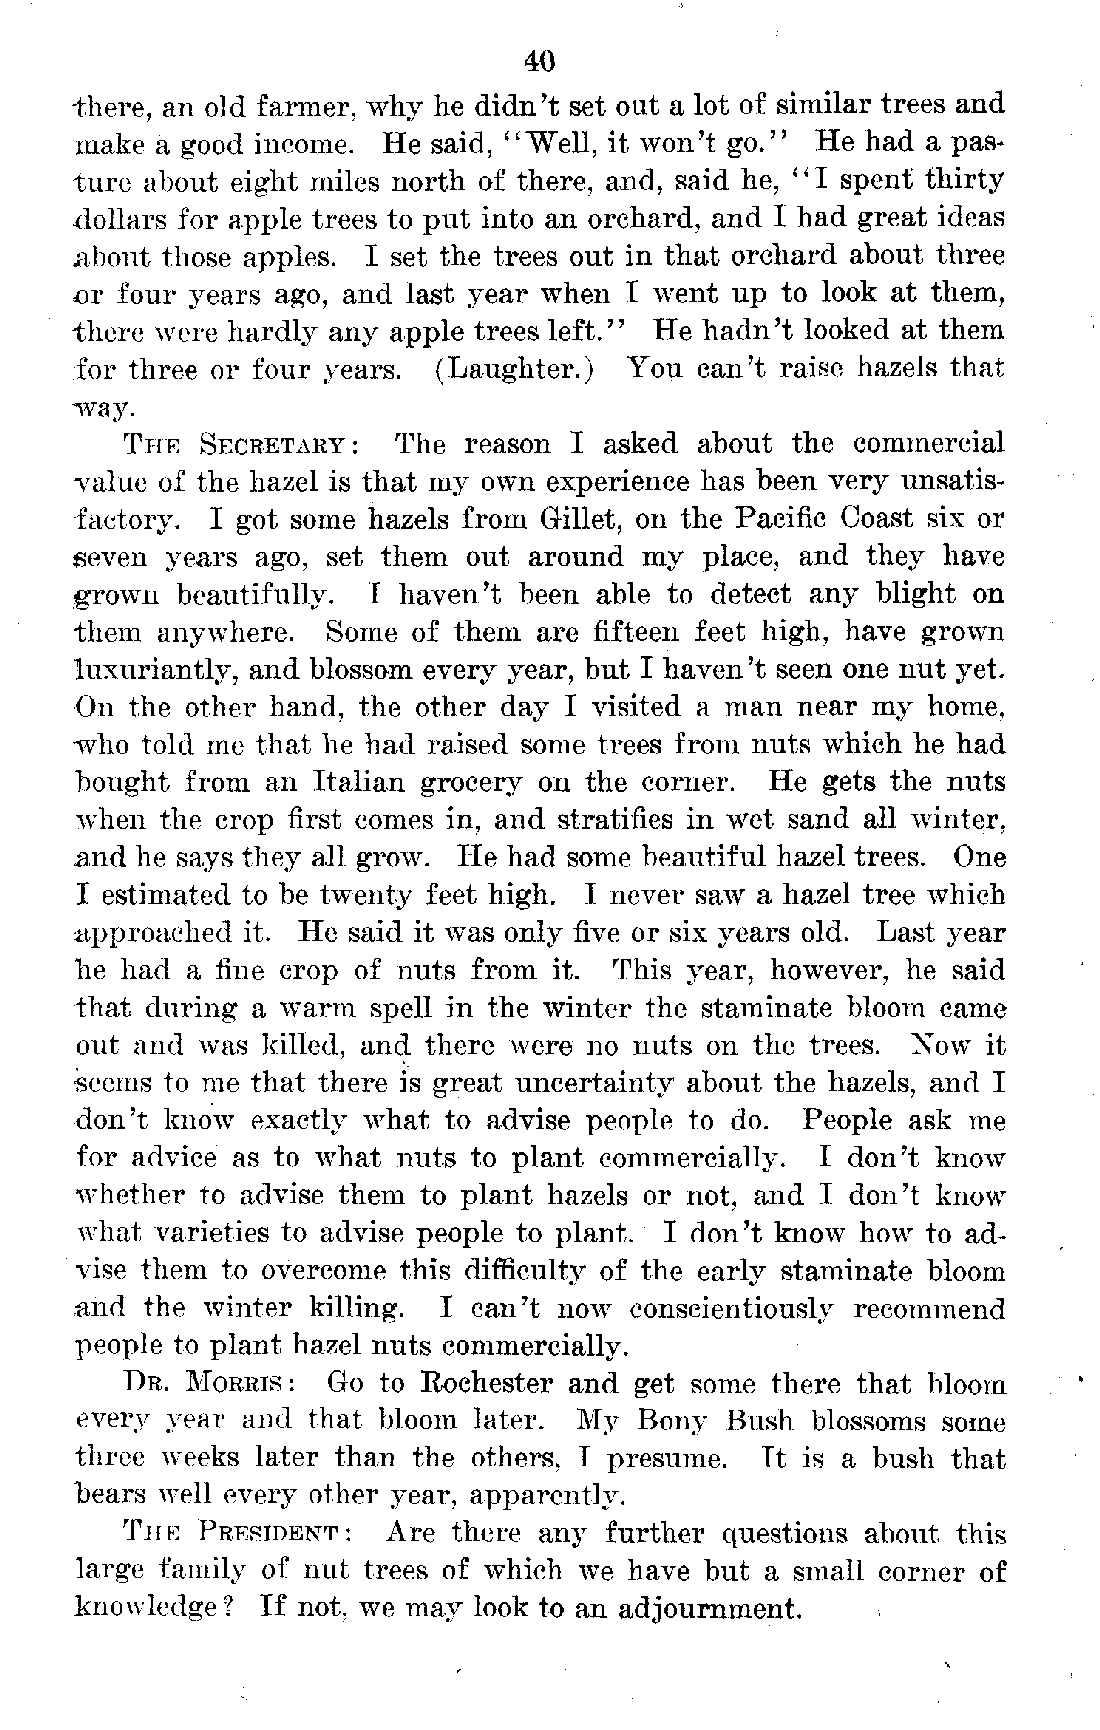 40
there, an old farmer, why he didn't set out a lot of similar trees and
make a good income. He said, "Well, it won't go." He had a pas-
ture about eight miles north of there, and, said he, "I spent thirty
dollars for apple trees to put into an orchard, and I had great ideas
about those apples. I set the trees out in that orchard about three
or four years ago, and last year when I went up to look at them,
there were hardly any apple trees left." He hadn't looked at them
for three or four years. (Laughter.) You can't raise hazels that
way.
THE SECRETARY: The reason I asked about the commercial
value of the hazel is that my own experience has been very unsatis-
factory. I got some hazels from Gillet, on the Pacific Coast six or
seven years ago, set them out around my place, and they have
grown beautifully. I haven't been able to detect any blight on
them anywhere. Some of them are fifteen feet high, have grown
luxuriantly, and blossom every year, but I haven't seen one nut yet.
On the other hand, the other day I visited a man near my home,
who told me that he had raised some trees from nuts which he had
bought from an Italian grocery on the corner. He gets the nuts
when the crop first comes in, and stratifies in wet sand all winter,
and he says they all grow. He had some beautiful hazel trees. One
I estimated to be twenty feet high. I never saw a hazel tree which
approached it. He said it was only five or six years old. Last year
he had a fine crop of nuts from it. This year, however, he said
that during a warm spell in the winter the staminate bloom came
out and was killed, and there were no nuts on the trees. Now it
seems to me that there is great uncertainty about the hazels, and I
don't know exactly what to advise people to do. People ask me
for advice as to what nuts to plant commercially. I don't know
whether to advise them to plant hazels or not, and I don't know
what varieties to advise people to plant. I don't know how to ad-
vise them to overcome this difficulty of the early staminate bloom
and the winter killing. I can't now conscientiously recommend
people to plant hazel nuts commercially.
DR. MORRIS: Go to Rochester and get some there that bloom
every year and that bloom later. My Bony Bush blossoms some
three weeks later than the others, I presume. It is a bush that
bears well every other year, apparently.
THE PRESIDENT: Are there any further questions about this
large family of nut trees of which we have but a small corner of
knowledge? If not, we may look to an adjournment.